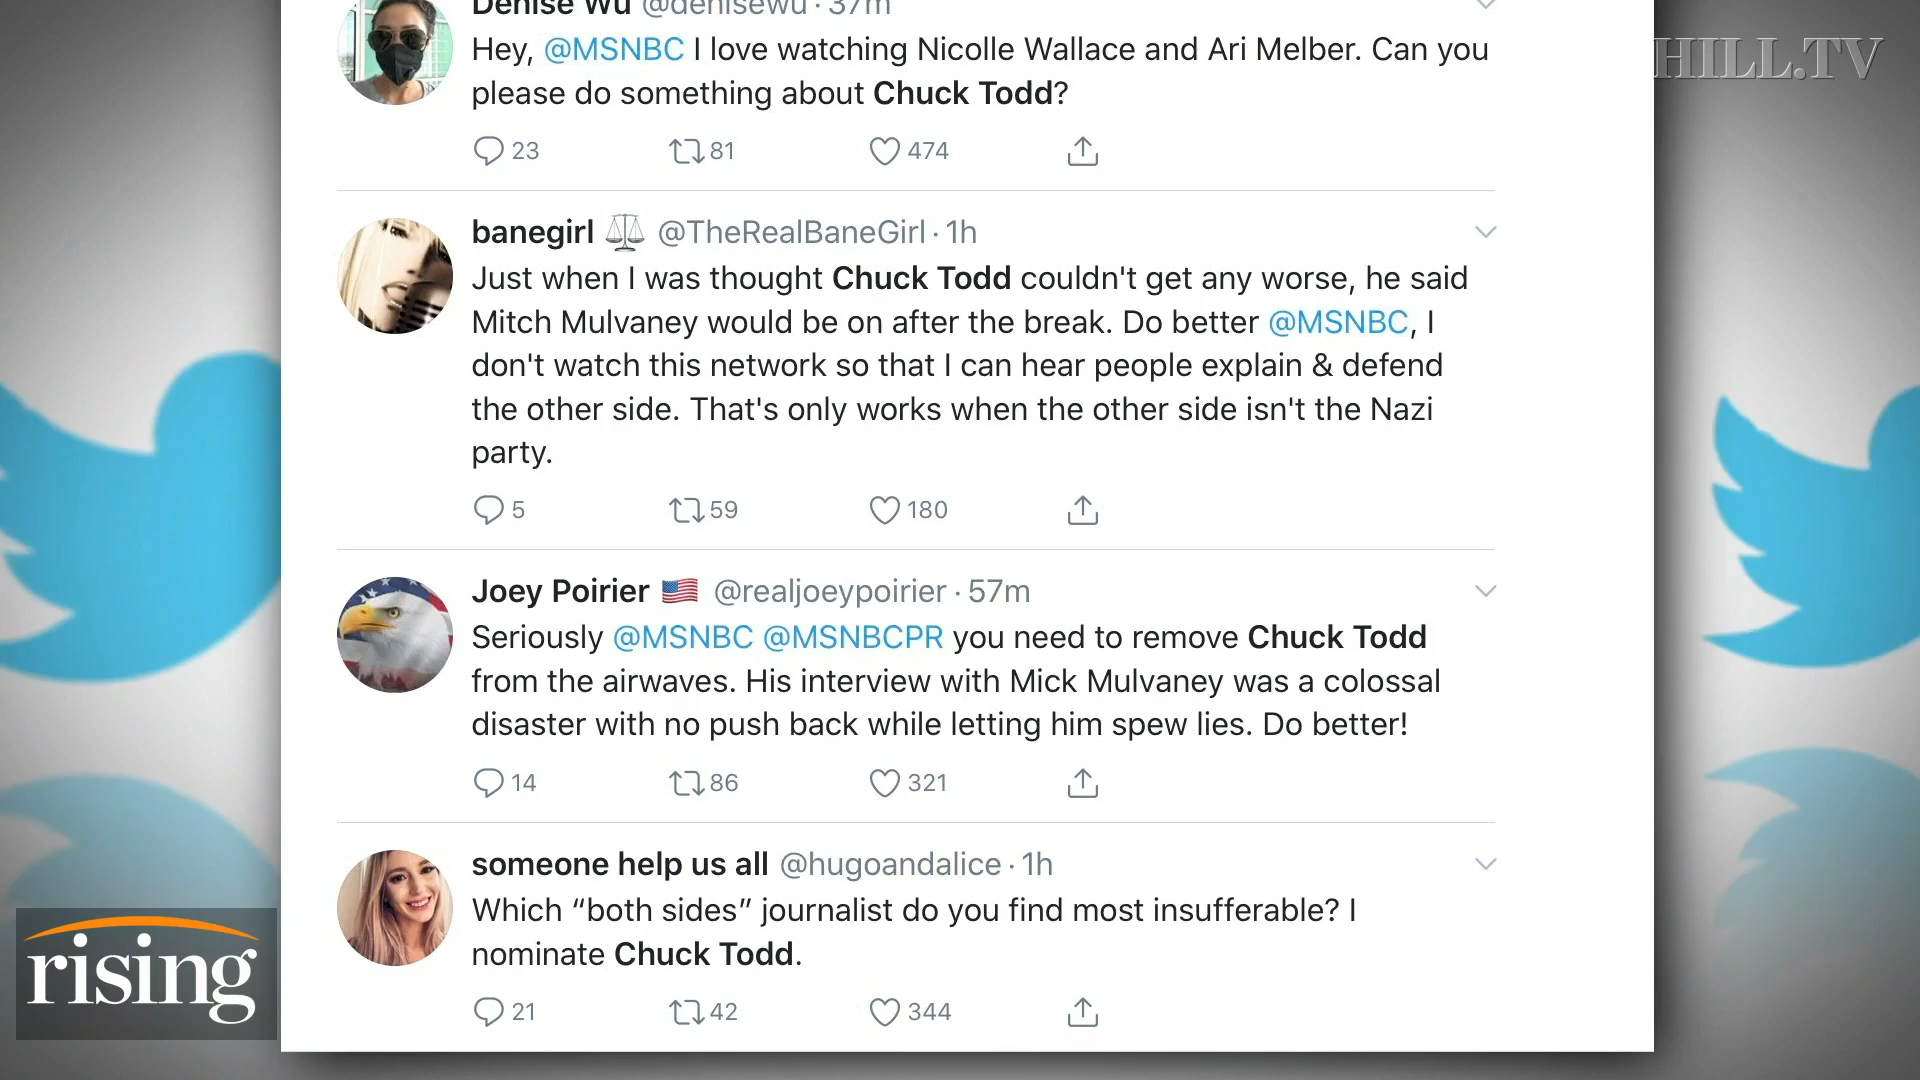 Denise Wu @denisewu · 37m
HILL.TV
Hey, @MSNBC I love watching Nicolle Wallace and Ari Melber. Can you
please do something about Chuck Todd?
23 81 474
banegirl ⚖ @TheRealBaneGirl · 1h
Just when I was thought Chuck Todd couldn't get any worse, he said
Mitch Mulvaney would be on after the break. Do better @MSNBC, I
don't watch this network so that I can hear people explain & defend
the other side. That's only works when the other side isn't the Nazi
party.
5 59 180
Joey Poirier 🇺🇸 @realjoeypoirier · 57m
Seriously @MSNBC @MSNBCPR you need to remove Chuck Todd
from the airwaves. His interview with Mick Mulvaney was a colossal
disaster with no push back while letting him spew lies. Do better!
14 86 321
someone help us all @hugoandalice · 1h
Which “both sides” journalist do you find most insufferable? I
nominate Chuck Todd.
21 42 344
rising